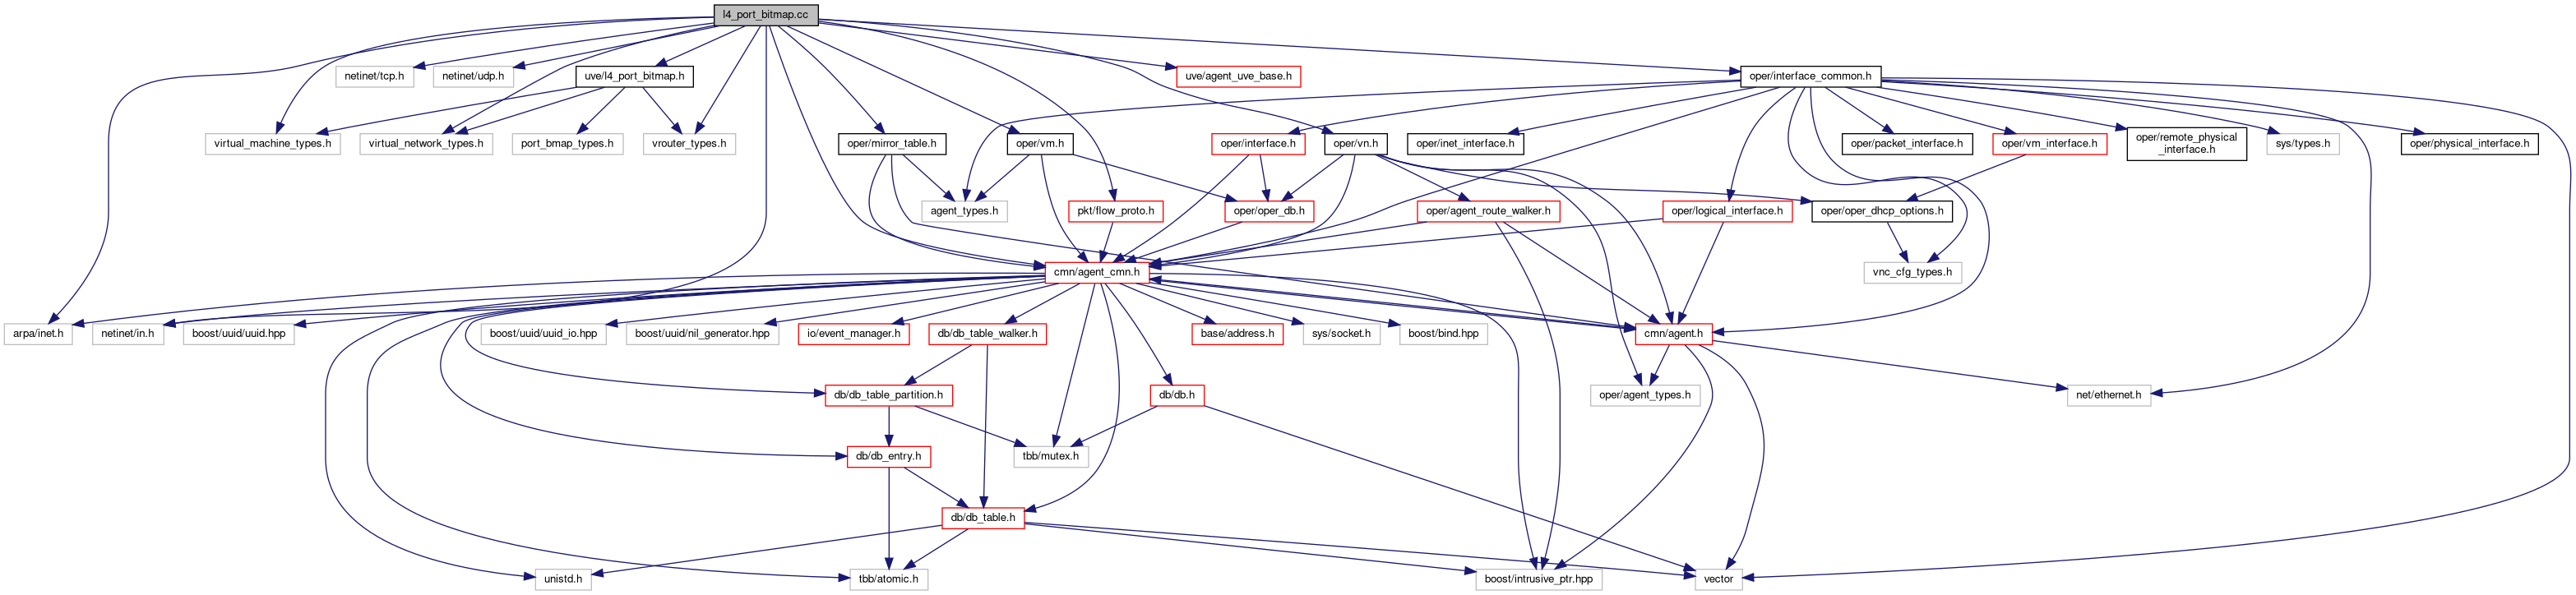 l4_port_bitmap.cc
netinet/tcp.h
netinet/udp.h
uve/l4_port_bitmap.h
uve/agent_uve_base.h
oper/interface_common.h
virtual_machine_types.h
virtual_network_types.h
port_bmap_types.h
vrouter_types.h
oper/mirror_table.h
oper/vm.h
oper/interface.h
oper/vn.h
oper/inet_interface.h
oper/packet_interface.h
oper/vm_interface.h
oper/remote_physical
_interface.h
sys/types.h
oper/physical_interface.h
agent_types.h
pkt/flow_proto.h
oper/oper_db.h
oper/agent_route_walker.h
oper/logical_interface.h
oper/oper_dhcp_options.h
cmn/agent_cmn.h
vnc_cfg_types.h
arpa/inet.h
netinet/in.h
boost/uuid/uuid.hpp
boost/uuid/uuid_io.hpp
boost/uuid/nil_generator.hpp
io/event_manager.h
db/db_table_walker.h
base/address.h
sys/socket.h
boost/bind.hpp
cmn/agent.h
db/db_table_partition.h
db/db.h
oper/agent_types.h
net/ethernet.h
db/db_entry.h
tbb/mutex.h
db/db_table.h
unistd.h
tbb/atomic.h
boost/intrusive_ptr.hpp
vector